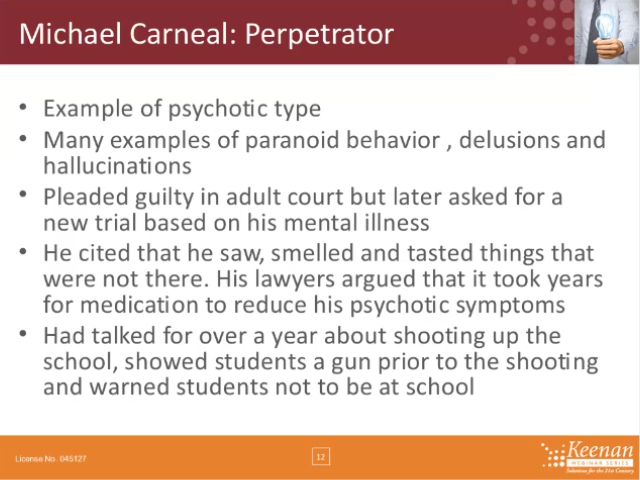 Michael Carneal: Perpetrator
• Example of psychotic type
• Many examples of paranoid behavior , delusions and
hallucinations
• Pleaded guilty in adult court but later asked for a
new trial based on his mental illness
• He cited that he saw, smelled and tasted things that
were not there. His lawyers argued that it took years
for medication to reduce his psychotic symptoms
• Had talked for over a year about shooting up the
school, showed students a gun prior to the shooting
and warned students not to be at school
License No. 045127
12
Keenan
WEBINAR SERIES
Solutions for the 21st Century